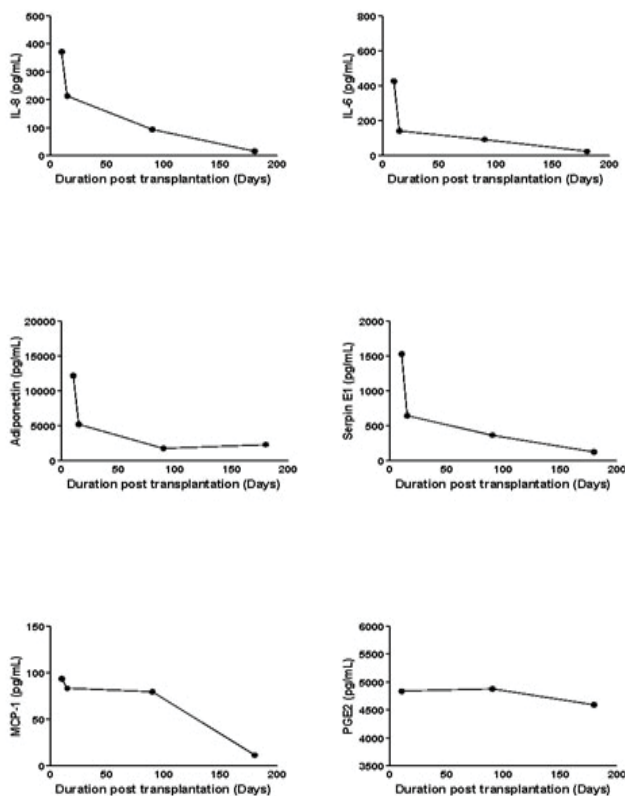 IL-8 (pg/mL)
500
400
300
200
100
0
0 50 100 150 200
Duration post transplantation (Days)
IL-6 (pg/mL)
800
600
400
200
0
0 50 100 150 200
Duration post transplantation (Days)
Adiponectin (pg/mL)
20000
15000
10000
5000
0
0 50 100 150 200
Duration post transplantation (Days)
Serpin E1 (pg/mL)
2000
1500
1000
500
0
0 50 100 150 200
Duration post transplantation (Days)
MCP-1 (pg/mL)
150
100
50
0
0 50 100 150 200
Duration post transplantation (Days)
PGE2 (pg/mL)
6000
5500
5000
4500
4000
3500
0 50 100 150 200
Duration post transplantation (Days)